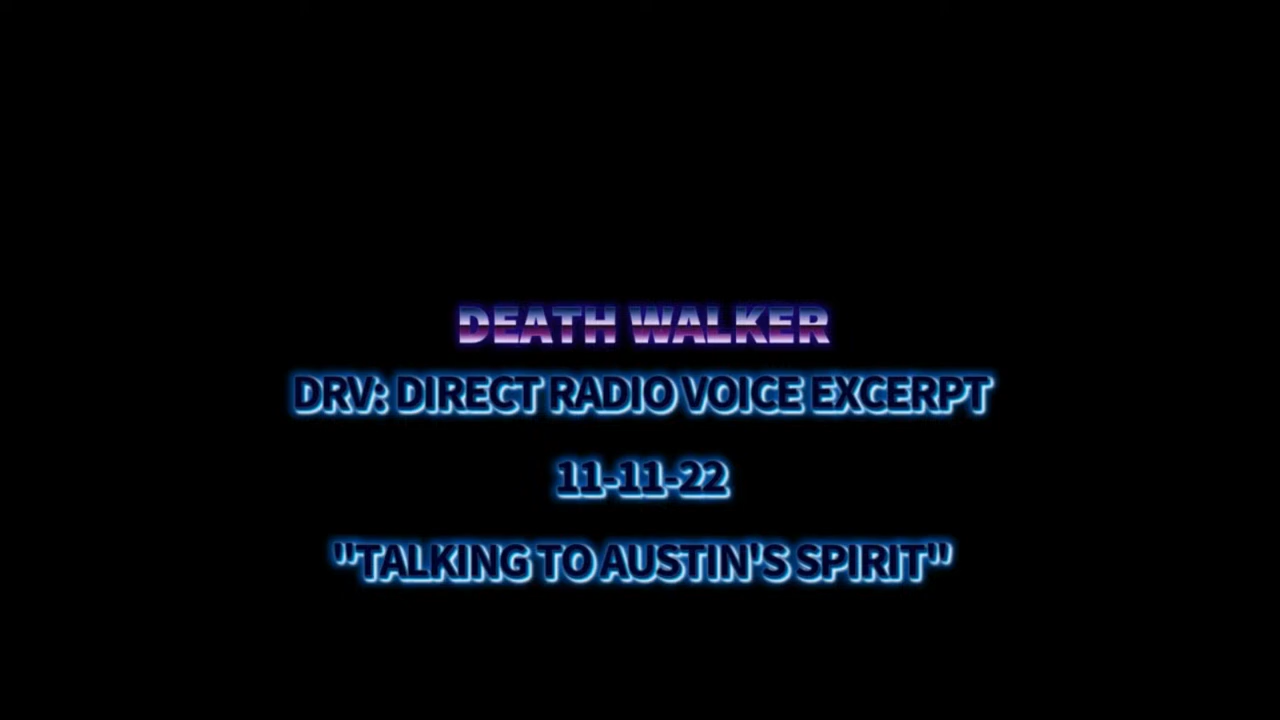 DEATH WALKER
DRV: DIRECT RADIO VOICE EXCERPT
11-11-22
"TALKING TO AUSTIN'S SPIRIT"